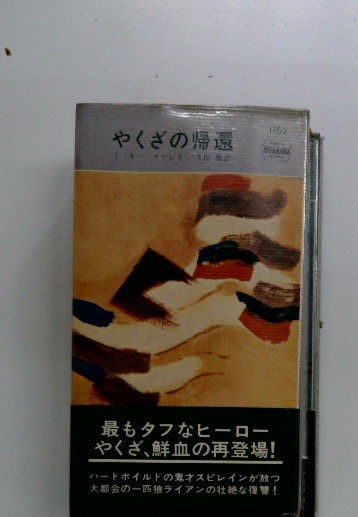 やくざの帰還
1102
最もタフなヒーロー
やくざ、鮮血の再登場!
ハードボイルドの鬼才スピレインが放つ
大都会の一匹狼ライアンの壮絶な復讐!